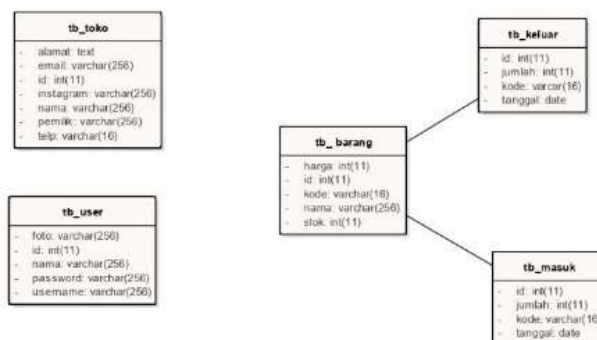 tb_toko
- alamat: text
- email: varchar(256)
- id: int(11)
- instagram: varchar(256)
- nama: varchar(256)
- pemilik: varchar(256)
- telp: varchar(16)
tb_user
- foto: varchar(256)
- id: int(11)
- nama: varchar(256)
- password: varchar(256)
- username: varchar(256)
tb_ barang
- harga: int(11)
- id: int(11)
- kode: varchar(16)
- nama: varchar(256)
- stok: int(11)
tb_keluar
- id: int(11)
- jumlah: int(11)
- kode: varcar(16)
- tanggal: date
tb_masuk
- id: int(11)
- jumlah: int(11)
- kode: varchar(16
- tanggal: date